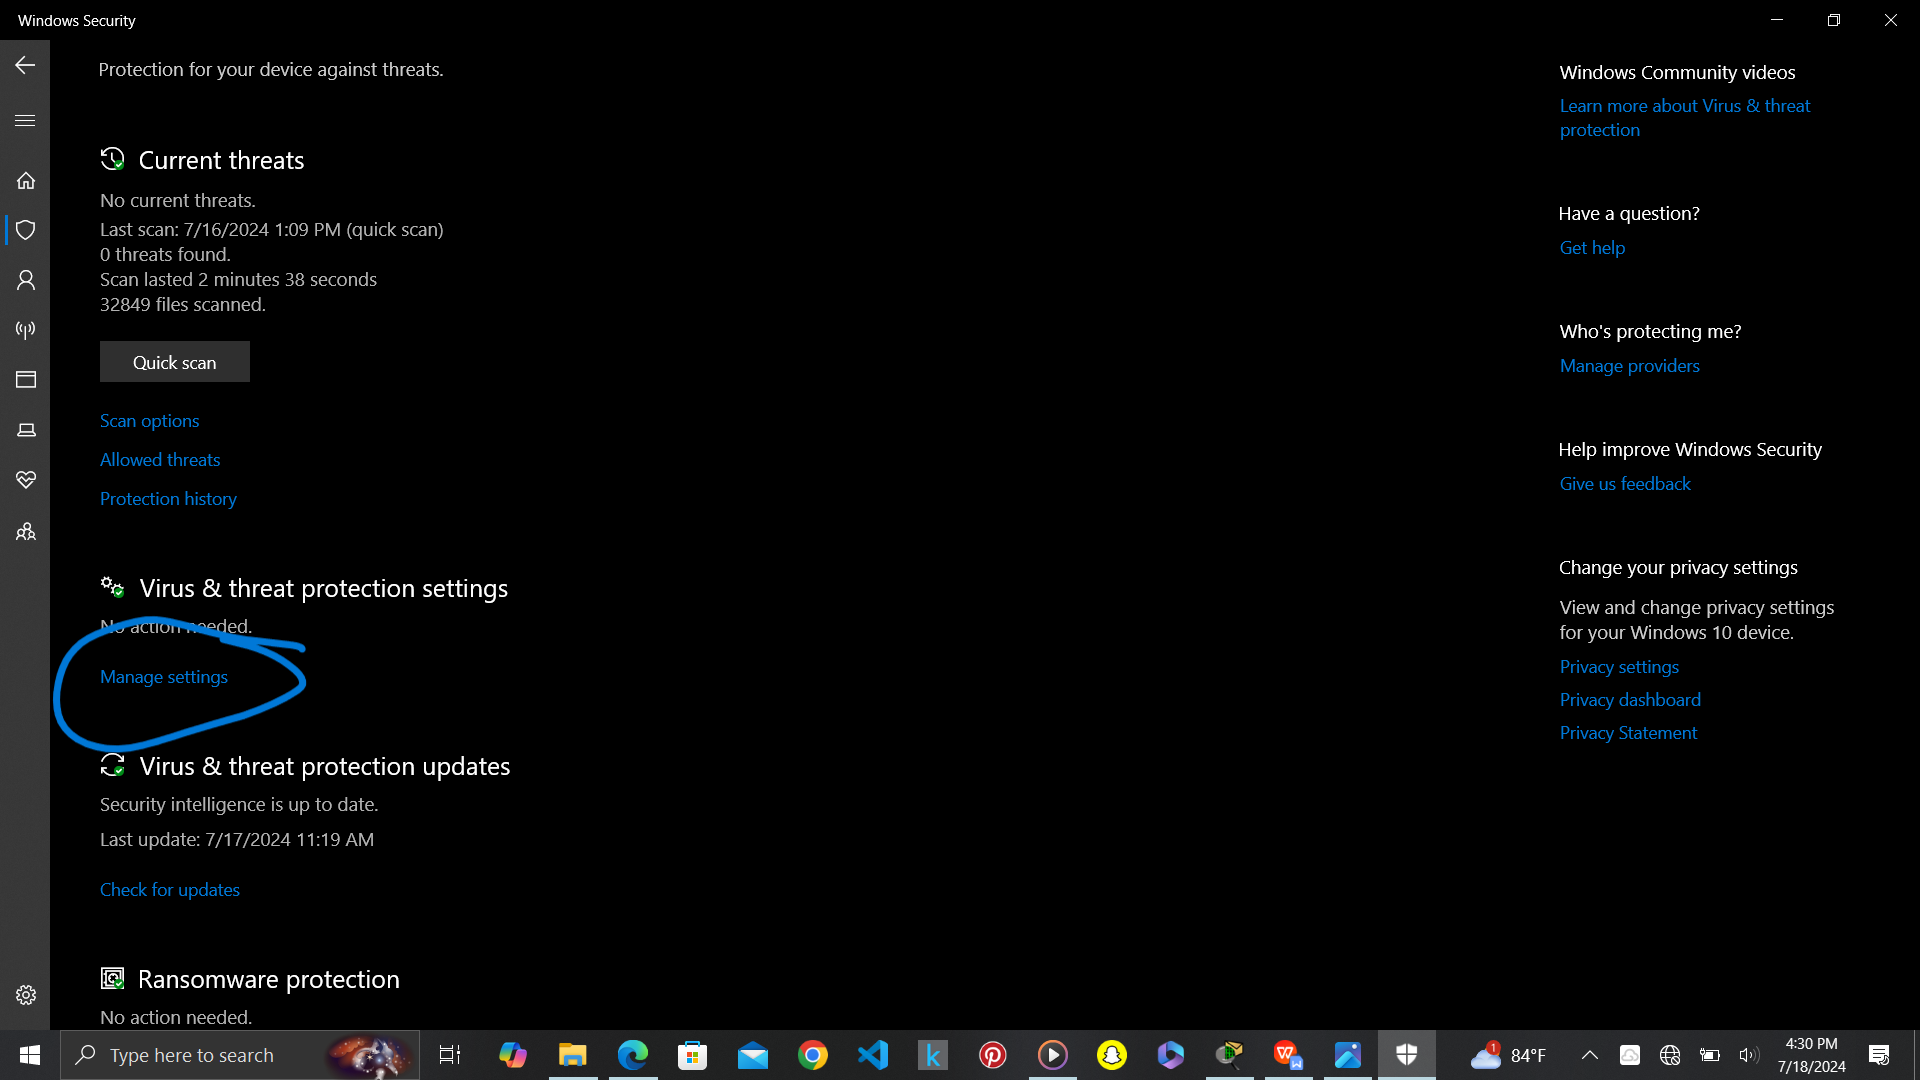 Windows Security
Protection for your device against threats.
Current threats
No current threats.
Last scan: 7/16/2024 1:09 PM (quick scan)
0 threats found.
Scan lasted 2 minutes 38 seconds
32849 files scanned.
Quick scan
Scan options
Allowed threats
Protection history
Virus & threat protection settings
No action needed.
Manage settings
Virus & threat protection updates
Security intelligence is up to date.
Last update: 7/17/2024 11:19 AM
Check for updates
Ransomware protection
No action needed.
Windows Community videos
Learn more about Virus & threat
protection
Have a question?
Get help
Who's protecting me?
Manage providers
Help improve Windows Security
Give us feedback
Change your privacy settings
View and change privacy settings
for your Windows 10 device.
Privacy settings
Privacy dashboard
Privacy Statement
Type here to search
k
W
W
1
84°F
4:30 PM
7/18/2024